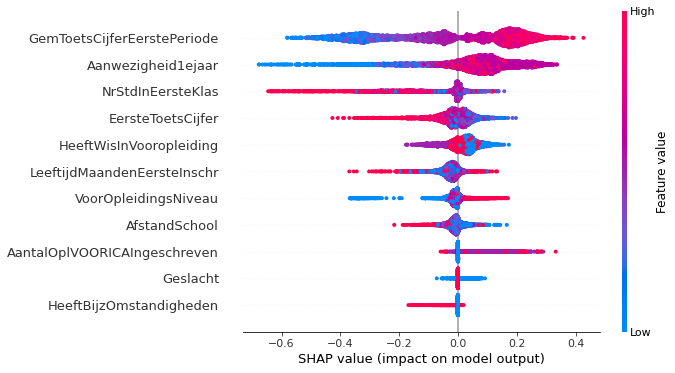 High
GemToetsCijferEerstePeriode
Aanwezigheid1ejaar
NrStdInEersteKlas
EersteToetsCijfer
HeeftWisInVooropleiding
LeeftijdMaandenEersteInschr
VoorOpleidingsNiveau
AfstandSchool
AantalOplVOORICAIngeschreven
Geslacht
HeeftBijzOmstandigheden
Feature value
Low
−0.6 −0.4 −0.2 0.0 0.2 0.4
SHAP value (impact on model output)